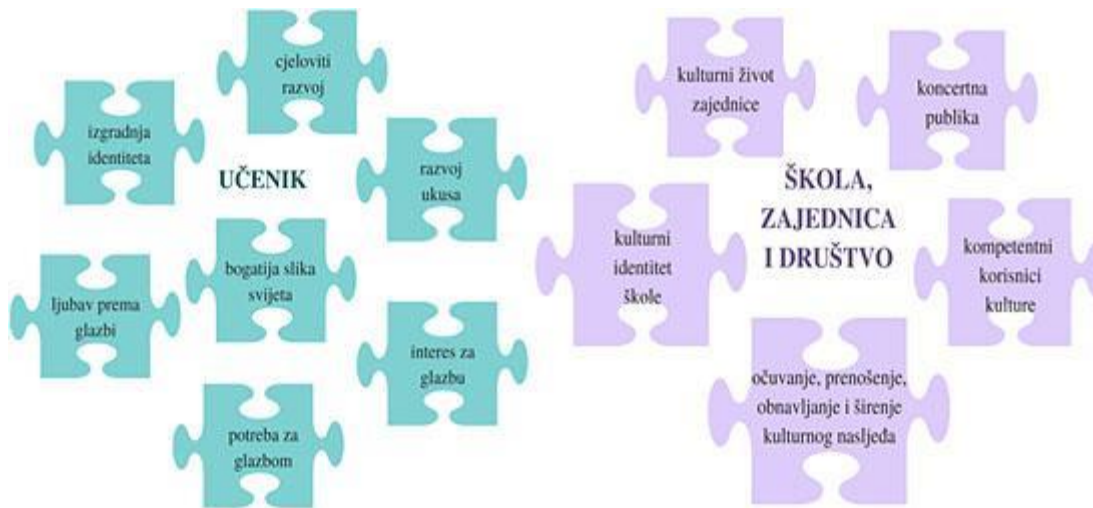 cjeloviti
razvoj
izgradnja
identiteta
UČENIK
razvoj
ukusa
bogatija slika
svijeta
ljubav prema
glazbi
interes za
glazbu
potreba za
glazbom
kulturni život
zajednice
koncertna
publika
ŠKOLA,
ZAJEDNICA
I DRUŠTVO
kulturni
identitet
škole
kompetentni
korisnici
kulture
očuvanje, prenošenje,
obnavljanje i širenje
kulturnog nasljeđa